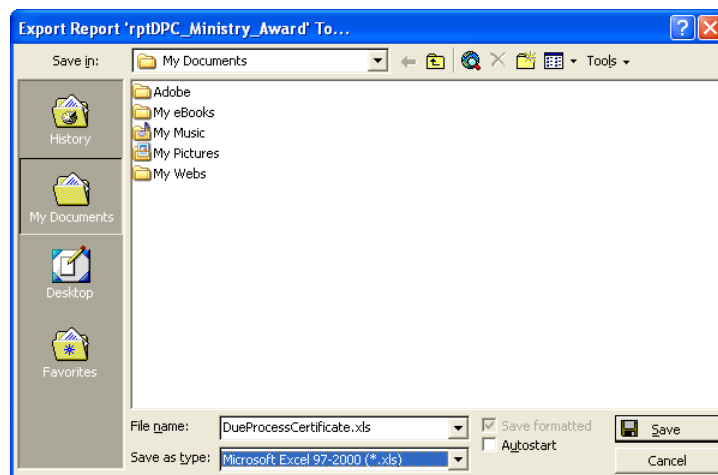 Export Report 'rptDPC_Ministry_Award' To...
Save in:
My Documents
Tools
History
My Documents
Desktop
Favorites
Adobe
My eBooks
My Music
My Pictures
My Webs
File name:
DueProcessCertificate.xls
Save formatted
Save
Autostart
Save as type:
Microsoft Excel 97-2000 (*.xls)
Cancel